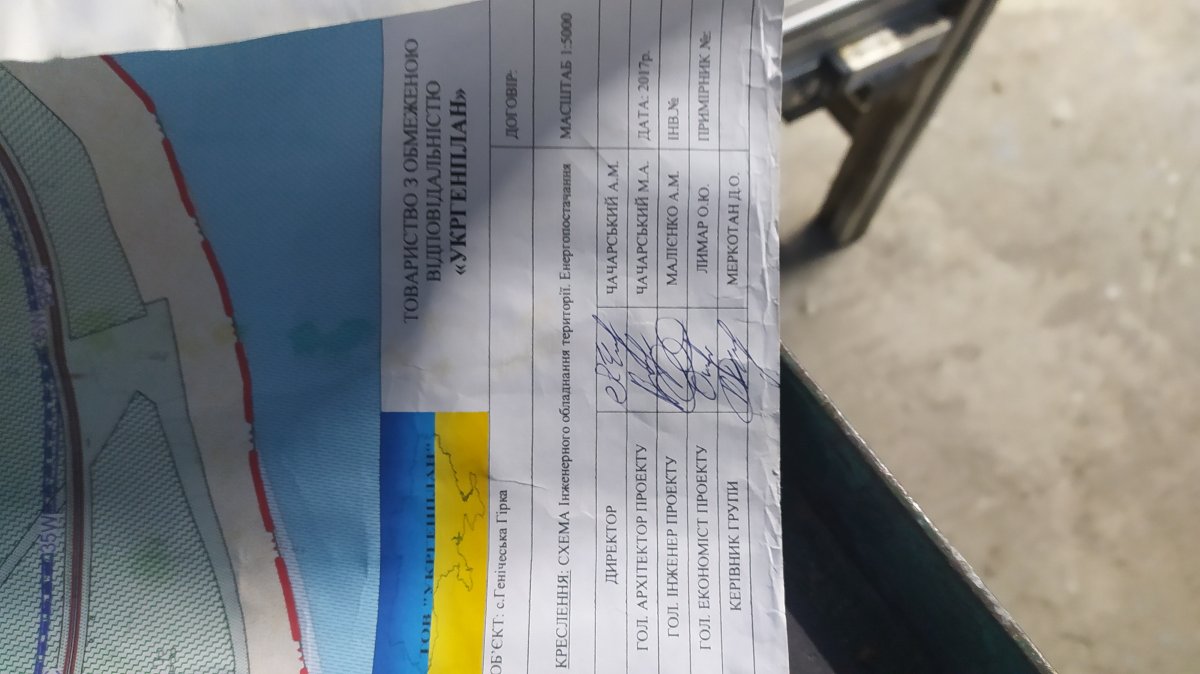 ТОВАРИСТВО З ОБМЕЖЕНОЮ
ВІДПОВІДАЛЬНІСТЮ
«УКРГЕНПЛАН»
ТОВ "УКРГЕНПЛАН"
ОБ'ЄКТ: с.Генічеська Гірка
ДОГОВІР:
КРЕСЛЕННЯ: СХЕМА Інженерного обладнання території. Енергопостачання
МАСШТАБ 1:5000
ДИРЕКТОР ЧАЧАРСЬКИЙ А.М.
ГОЛ. АРХІТЕКТОР ПРОЕКТУ ЧАЧАРСЬКИЙ М.А. ДАТА: 2017р.
ГОЛ. ІНЖЕНЕР ПРОЕКТУ МАЛІЄНКО А.М. ІНВ.№
ГОЛ. ЕКОНОМІСТ ПРОЕКТУ ЛИМАР О.Ю. ПРИМІРНИК №:
КЕРІВНИК ГРУПИ МЕРКОТАН Д.О.
35W